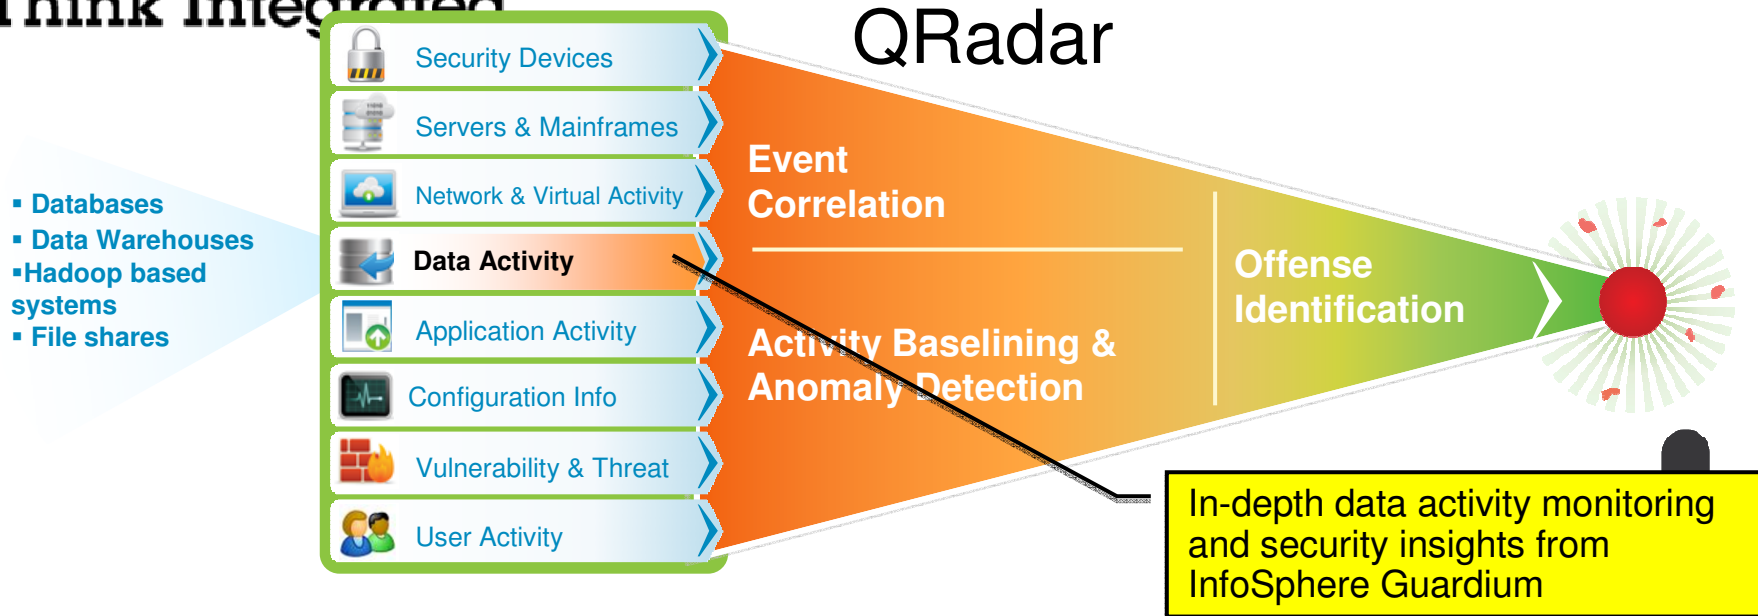 Think Integrated
QRadar
Security Devices
Servers & Mainframes
Network & Virtual Activity
Data Activity
Application Activity
Configuration Info
Vulnerability & Threat
User Activity
▪ Databases
▪ Data Warehouses
▪Hadoop based
systems
▪ File shares
Event
Correlation
Activity Baselining &
Anomaly Detection
Offense
Identification
In-depth data activity monitoring
and security insights from
InfoSphere Guardium